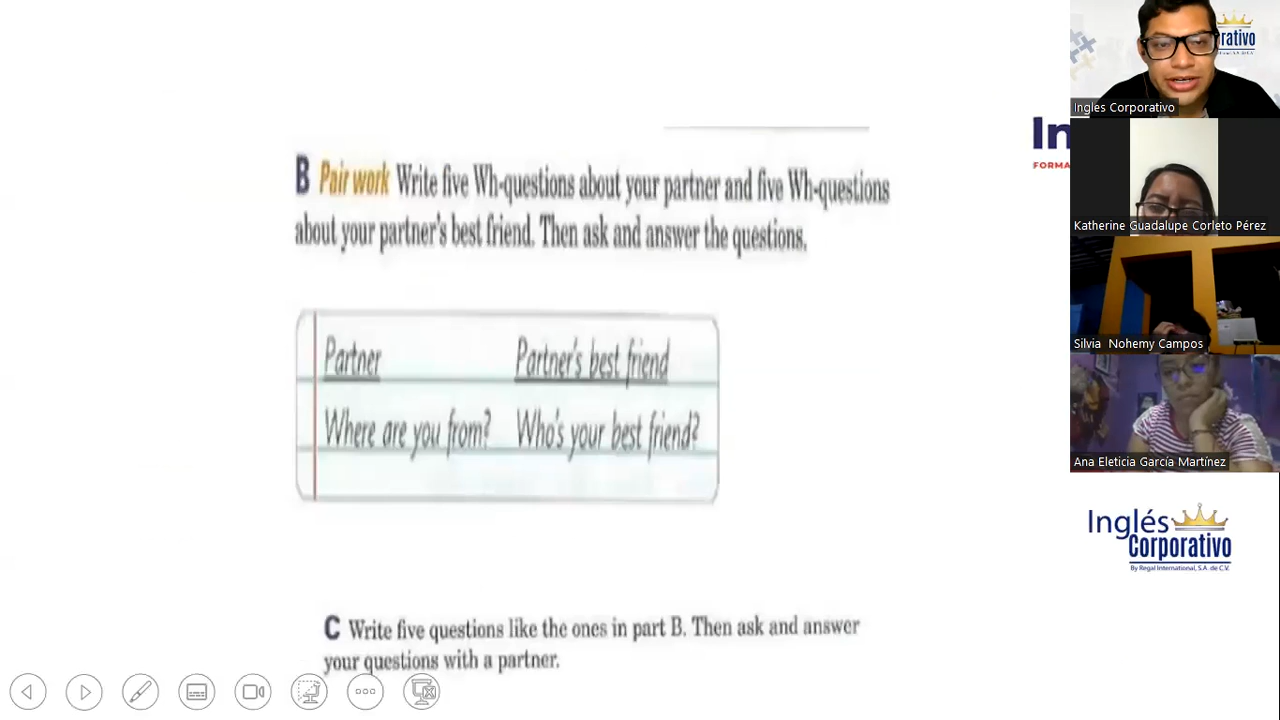 B Pair work Write five Wh-questions about your partner and five Wh-questions
about your partner's best friend. Then ask and answer the questions.
Partner Partner's best friend
Where are you from? Who's your best friend?
C Write five questions like the ones in part B. Then ask and answer
your questions with a partner.
In
FORMA
rativo
Ingles Corporativo
Katherine Guadalupe Corleto Pérez
Silvia Nohemy Campos
Ana Eleticia García Martínez
Inglés
Corporativo
By Regal International, S.A. de C.V.